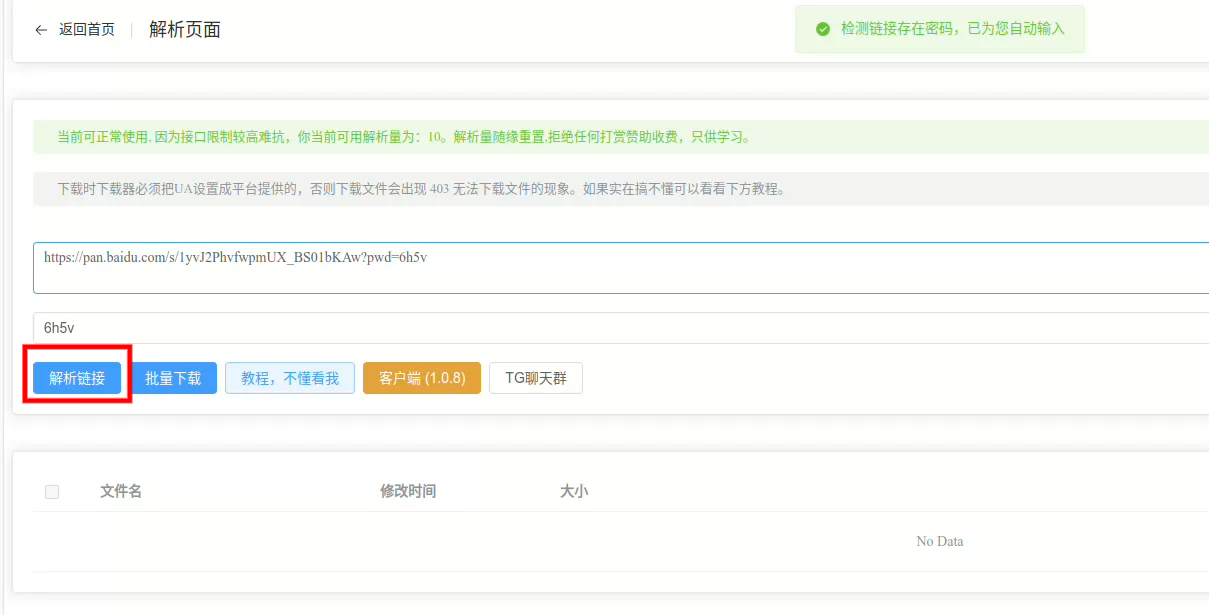 返回首页
解析页面
检测链接存在密码，已为您自动输入
当前可正常使用, 因为接口限制较高难抗，你当前可用解析量为：10。解析量随缘重置,拒绝任何打赏赞助收费，只供学习。
下载时下载器必须把UA设置成平台提供的，否则下载文件会出现 403 无法下载文件的现象。如果实在搞不懂可以看看下方教程。
https://pan.baidu.com/s/1yvJ2PhvfwpmUX_BS01bKAw?pwd=6h5v
6h5v
解析链接 批量下载 教程，不懂看我 客户端 (1.0.8) TG聊天群
文件名 修改时间 大小
No Data